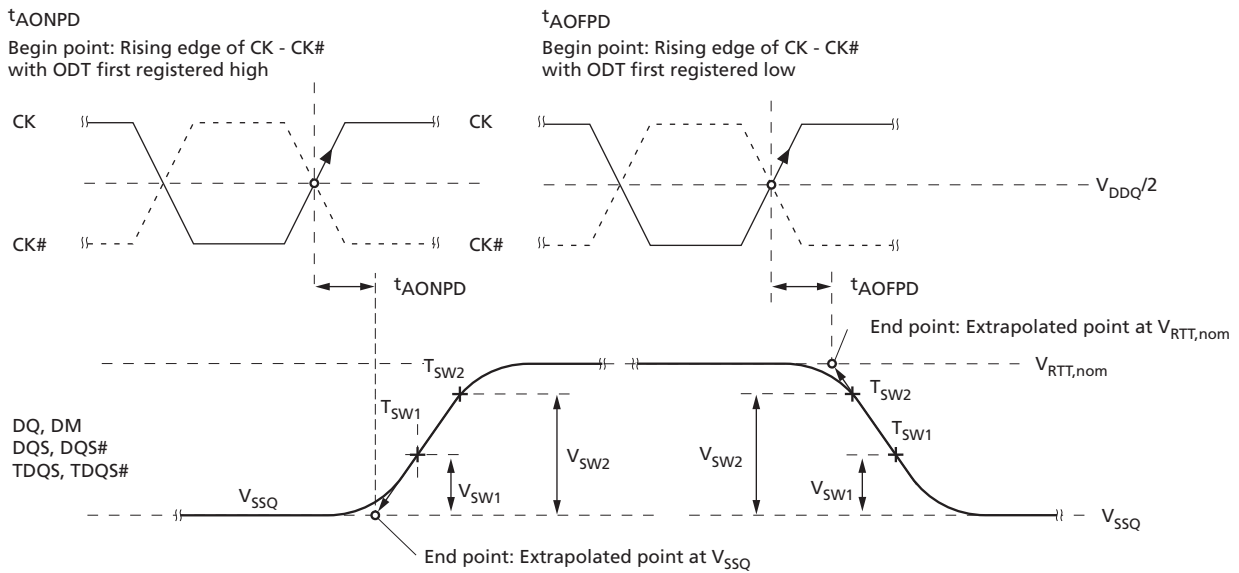 tAONPD
Begin point: Rising edge of CK - CK#
with ODT first registered high
tAOFPD
Begin point: Rising edge of CK - CK#
with ODT first registered low
CK
CK
VDDQ/2
CK#
CK#
tAONPD
tAOFPD
End point: Extrapolated point at VRTT,nom
TSW2
VRTT,nom
TSW2
TSW1
TSW1
DQ, DM
DQS, DQS#
TDQS, TDQS#
VSW2
VSW2
VSW1
VSW1
VSSQ
VSSQ
End point: Extrapolated point at VSSQ